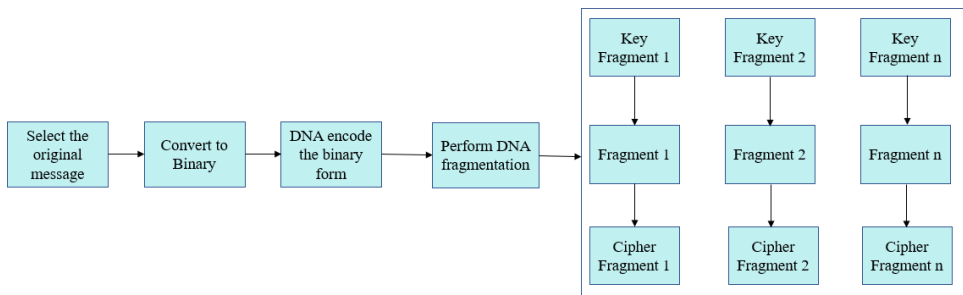 Select the
original
message
Convert to
Binary
DNA encode
the binary
form
Perform DNA
fragmentation
Key
Fragment 1
Key
Fragment 2
Key
Fragment n
Fragment 1
Fragment 2
Fragment n
Cipher
Fragment 1
Cipher
Fragment 2
Cipher
Fragment n